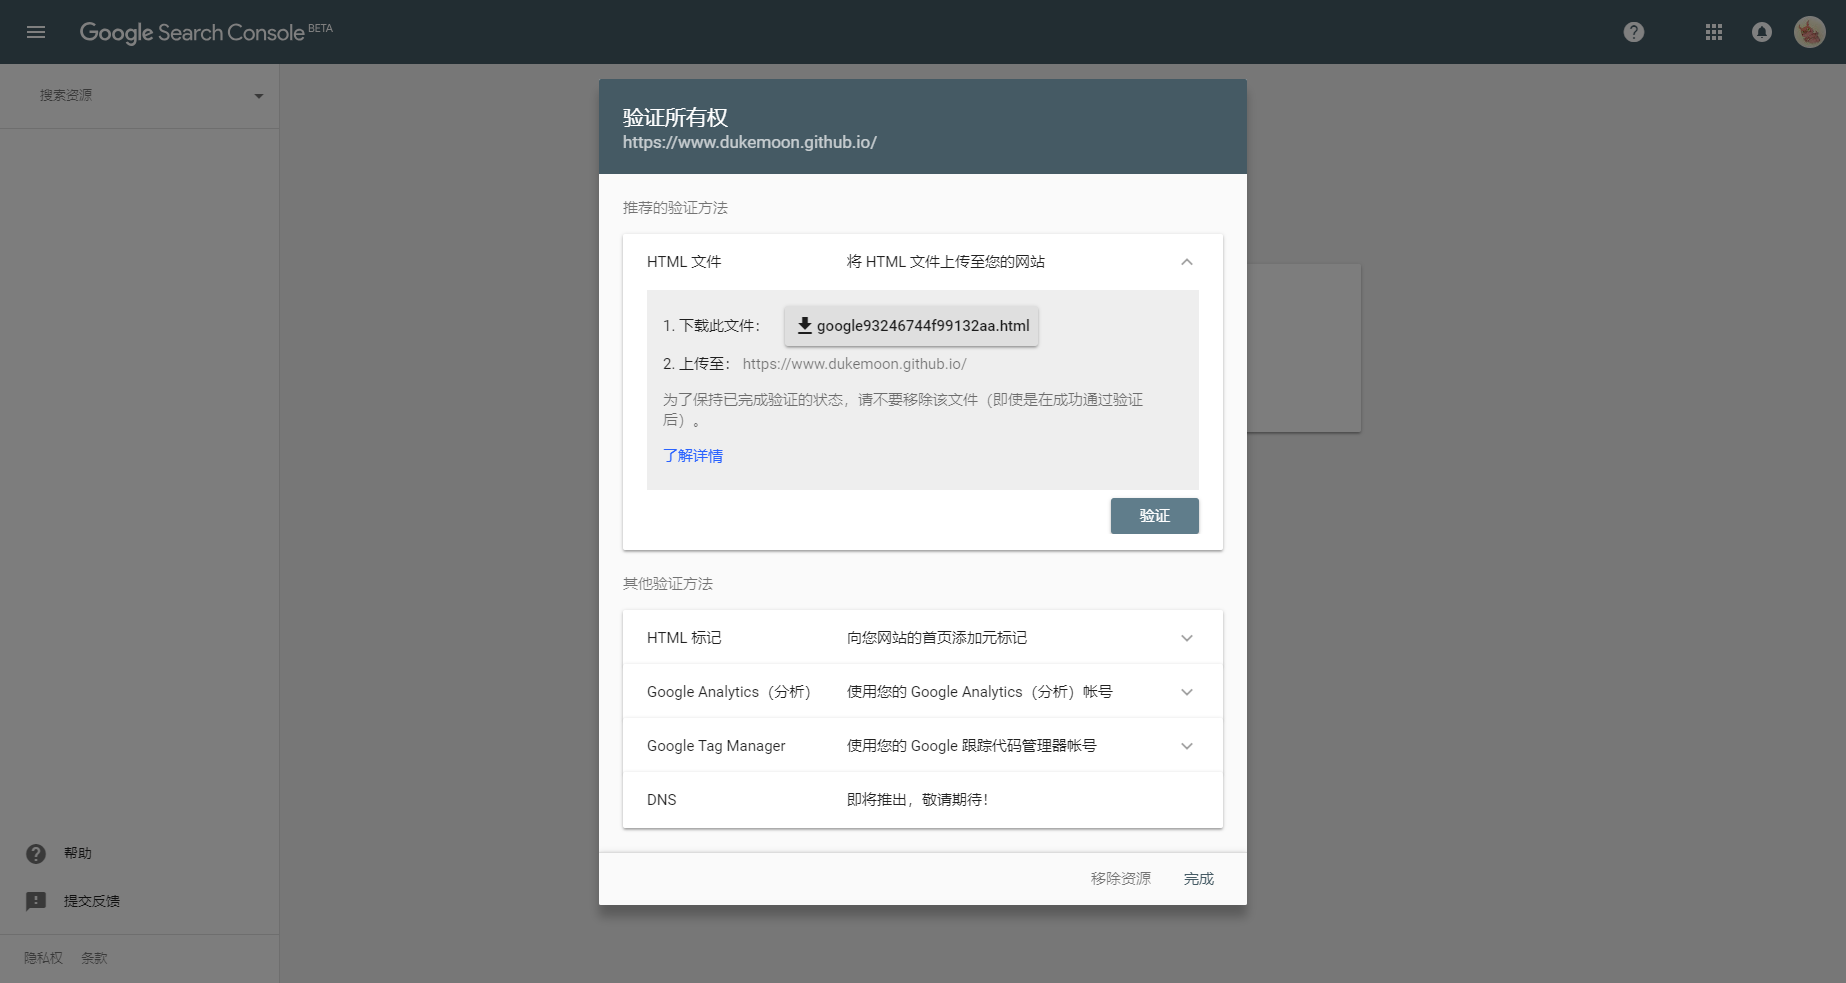 Google Search Console BETA
搜索资源
验证所有权
https://www.dukemoon.github.io/
推荐的验证方法
HTML 文件 将 HTML 文件上传至您的网站
1. 下载此文件： google93246744f99132aa.html
2. 上传至： https://www.dukemoon.github.io/
为了保持已完成验证的状态，请不要移除该文件（即使是在成功通过验证
后）。
了解详情
验证
其他验证方法
HTML 标记 向您网站的首页添加元标记
Google Analytics（分析） 使用您的 Google Analytics（分析）帐号
Google Tag Manager 使用您的 Google 跟踪代码管理器帐号
DNS 即将推出，敬请期待！
移除资源 完成
帮助
提交反馈
隐私权 条款